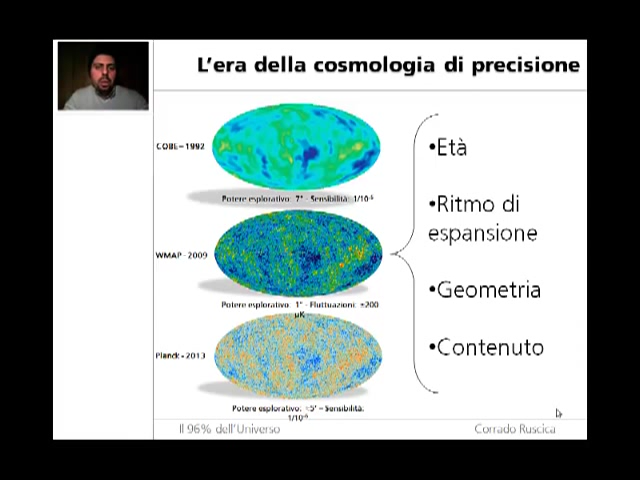 L'era della cosmologia di precisione
COBE – 1992
Potere esplorativo: 7° - Sensibilità: 1/10⁻⁵
WMAP - 2009
Potere esplorativo: 1° - Fluttuazioni: ±200
µK
Planck - 2013
Potere esplorativo: ≈5' – Sensibilità:
1/10⁻⁶
•Età
•Ritmo di
espansione
•Geometria
•Contenuto
Il 96% dell'Universo
Corrado Ruscica